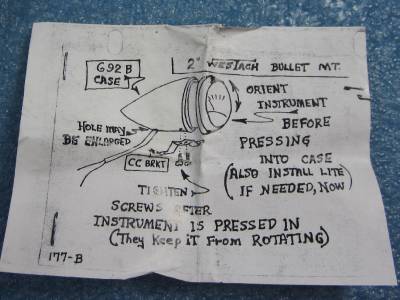 G92B
CASE
2" WESTACH BULLET MT.
ORIENT
INSTRUMENT
BEFORE
PRESSING
INTO CASE
(ALSO INSTALL LITE
IF NEEDED, NOW)
HOLE MAY
BE ENLARGED
CC BRKT
TIGHTEN
SCREWS AFTER
INSTRUMENT IS PRESSED IN
(They KEEP iT FROM ROTATING)
177-B